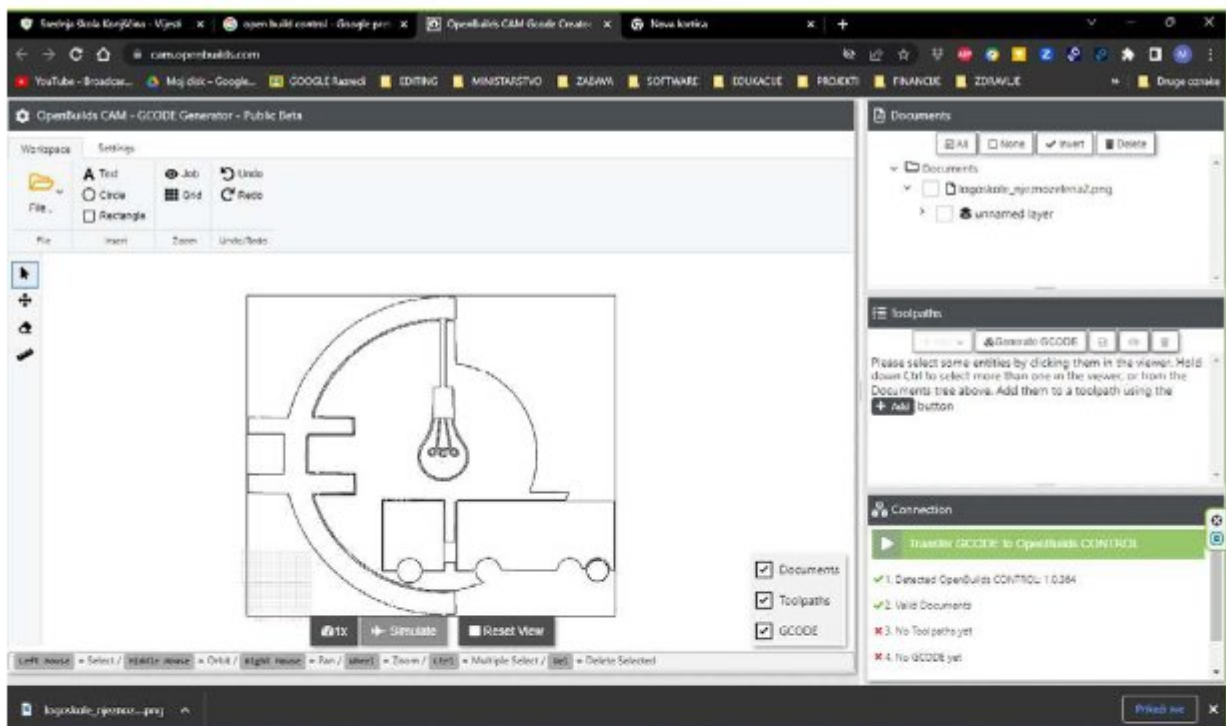 Srednja škola Konjščina - Vijesti
open build control - Google pret
OpenBuilds CAM Gcode Creator
Nova kartica
cam.openbuilds.com
YouTube - Broadcas...
Moj disk - Google...
GOOGLE Razredi
EDITING
MINISTARSTVO
ZABAVA
SOFTWARE
EDUKACIJE
PROJEKTI
FINANCIJE
ZDRAVLJE
Druge oznake
OpenBuilds CAM - GCODE Generator - Public Beta
Workspace
Settings
File
Text
Circle
Rectangle
Job
Grid
Undo
Redo
File
Insert
Zoom
Undo/Redo
Documents
Toolpaths
GCODE
1x
Simulate
Reset View
Left Mouse = Select / Middle Mouse = Orbit / Right Mouse = Pan / Wheel = Zoom / Ctrl = Multiple Select / Del = Delete Selected
Documents
All
None
Invert
Delete
Documents
unnamed layer
Toolpaths
Generate GCODE
Please select some entities by clicking them in the viewer. Hold
down Ctrl to select more than one in the viewer, or from the
Documents tree above. Add them to a toolpath using the
+ Add button
Connection
Transfer GCODE to OpenBuilds CONTROL
1. Detected OpenBuilds CONTROL: 1.0.364
2. Valid Documents
3. No Toolpaths yet
4. No GCODE yet
Prikaži sve